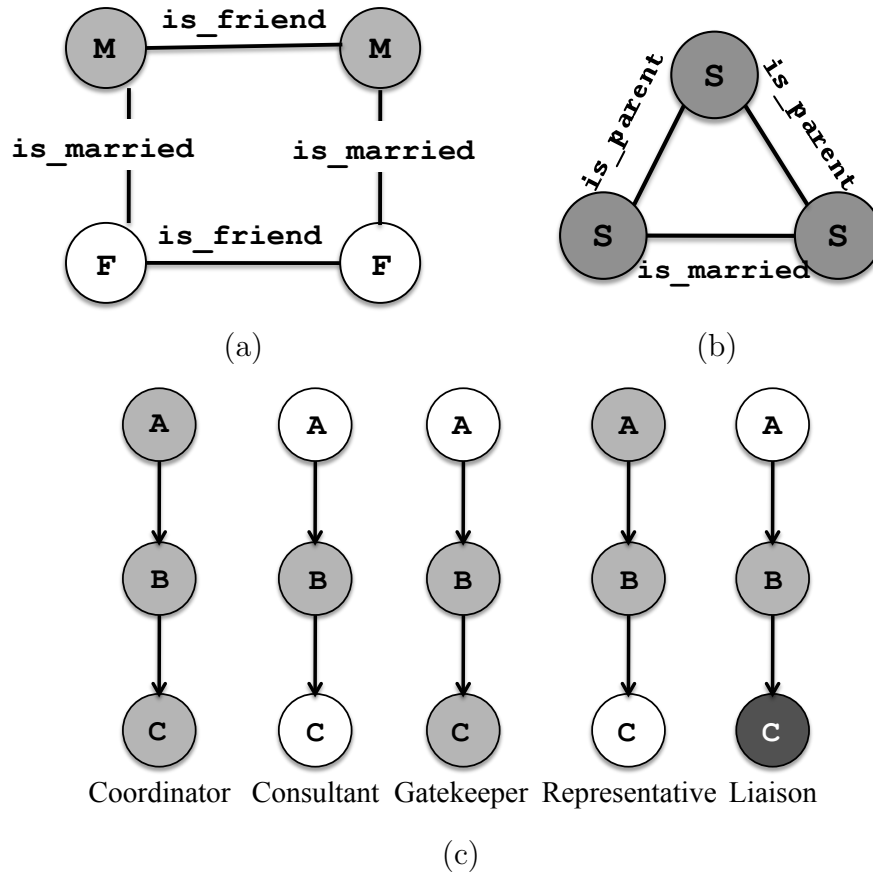 is_friend
M M
is_married is_married
is_friend
F F
(a)
is_parent is_parent
S
S S
is_married
(b)
A A A A A
B B B B B
C C C C C
Coordinator Consultant Gatekeeper Representative Liaison
(c)